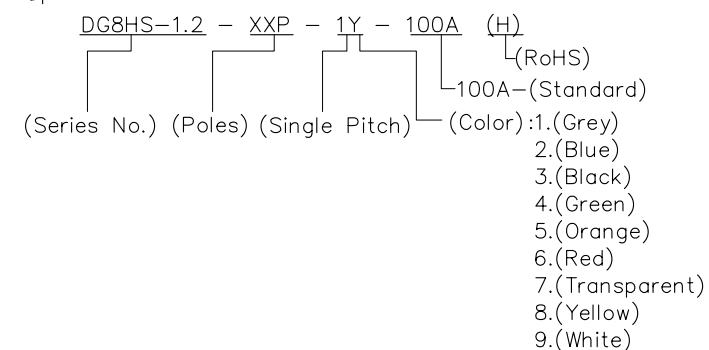 DG8HS-1.2 - XXP - 1Y - 100A (H)
(RoHS)
100A-(Standard)
(Series No.) (Poles) (Single Pitch) (Color):1.(Grey)
2.(Blue)
3.(Black)
4.(Green)
5.(Orange)
6.(Red)
7.(Transparent)
8.(Yellow)
9.(White)